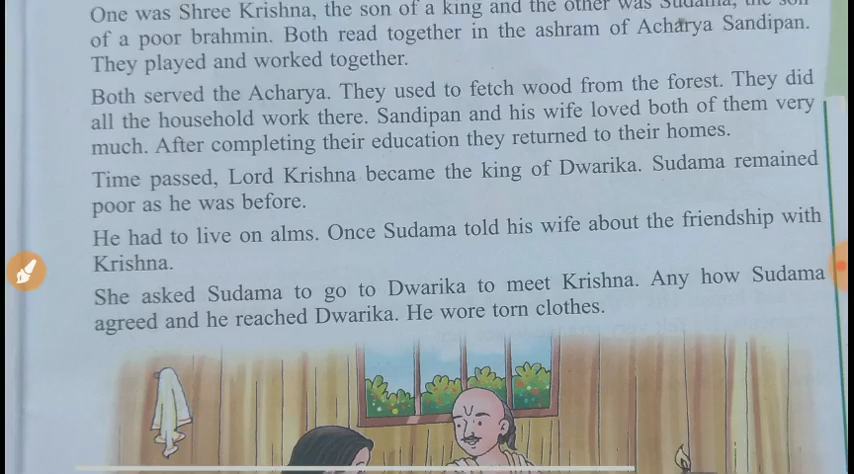 One was Shree Krishna, the son of a king and the other was Sudama, the son
of a poor brahmin. Both read together in the ashram of Acharya Sandipan.
They played and worked together.
Both served the Acharya. They used to fetch wood from the forest. They did
all the household work there. Sandipan and his wife loved both of them very
much. After completing their education they returned to their homes.
Time passed, Lord Krishna became the king of Dwarika. Sudama remained
poor as he was before.
He had to live on alms. Once Sudama told his wife about the friendship with
Krishna.
She asked Sudama to go to Dwarika to meet Krishna. Any how Sudama
agreed and he reached Dwarika. He wore torn clothes.